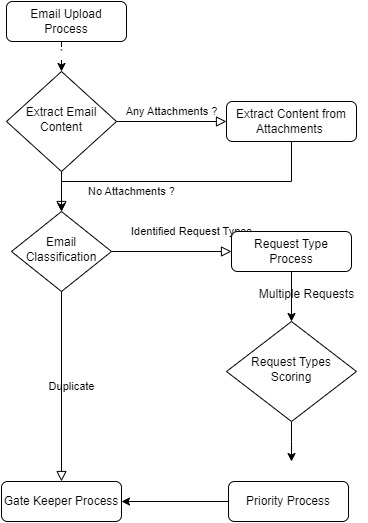 Email Upload
Process
Extract Email
Content
Any Attachments ?
Extract Content from
Attachments
No Attachments ?
Email
Classification
Identified Request Types
Request Type
Process
Multiple Requests
Request Types
Scoring
Duplicate
Gate Keeper Process
Priority Process